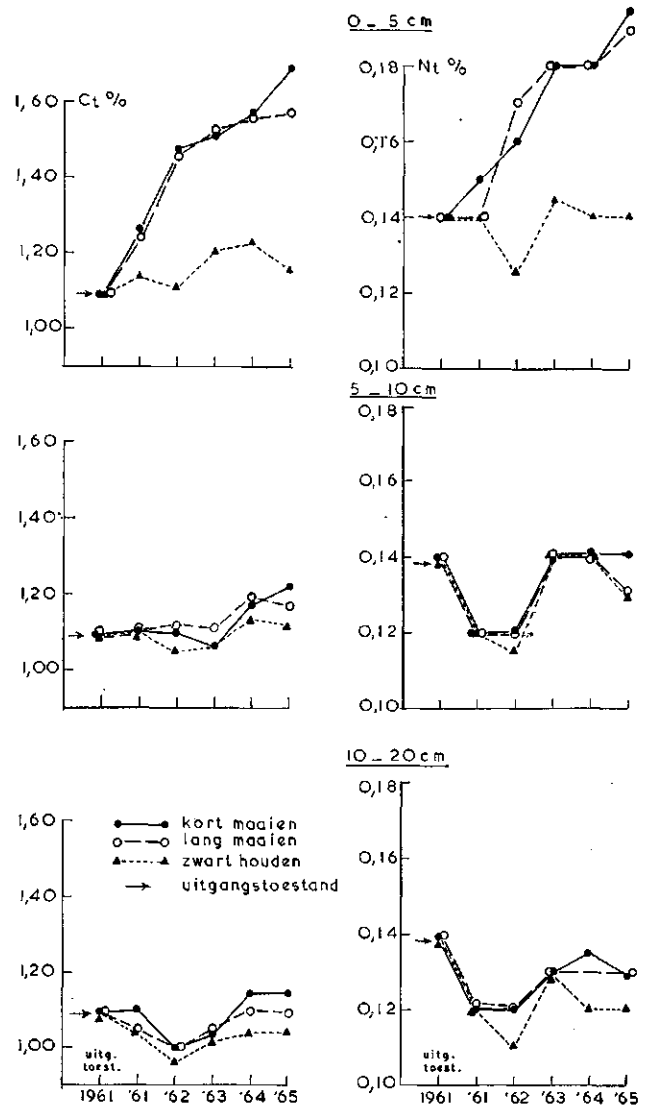 0–5 cm
Ct %
1,60
1,40
1,20
1,00
Nt %
0,18
0,16
0,14
0,12
0,10
5–10 cm
1,60
1,40
1,20
1,00
0,18
0,16
0,14
0,12
0,10
10–20 cm
1,60
1,20
1,00
kort maaien
lang maaien
zwart houden
uitgangstoestand
uitg.
toest.
1961 '61 '62 '63 '64 '65
0,18
0,16
0,14
0,12
0,10
uitg.
toest.
1961 '61 '62 '63 '64 '65